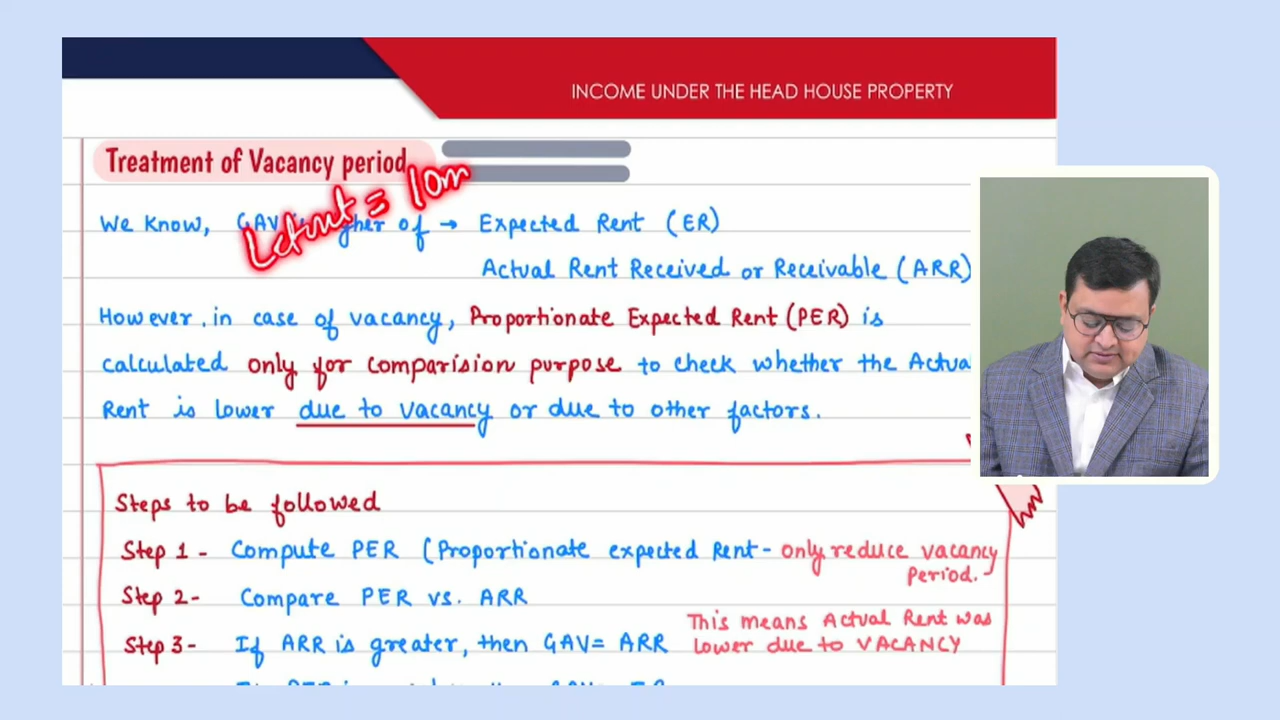 INCOME UNDER THE HEAD HOUSE PROPERTY
Treatment of Vacancy period
Letout = 10m
We Know, GAV is higher of → Expected Rent (ER)
Actual Rent Received or Receivable (ARR)
However, in case of vacancy, Proportionate Expected Rent (PER) is
calculated only for comparision purpose to check whether the Actua
Rent is lower due to vacancy or due to other factors.
Steps to be followed
Step 1 - Compute PER (Proportionate expected Rent - only reduce vacancy
Period.
Step 2 - Compare PER vs. ARR
Step 3 - If ARR is greater, then GAV = ARR This means Actual Rent was
lower due to VACANCY